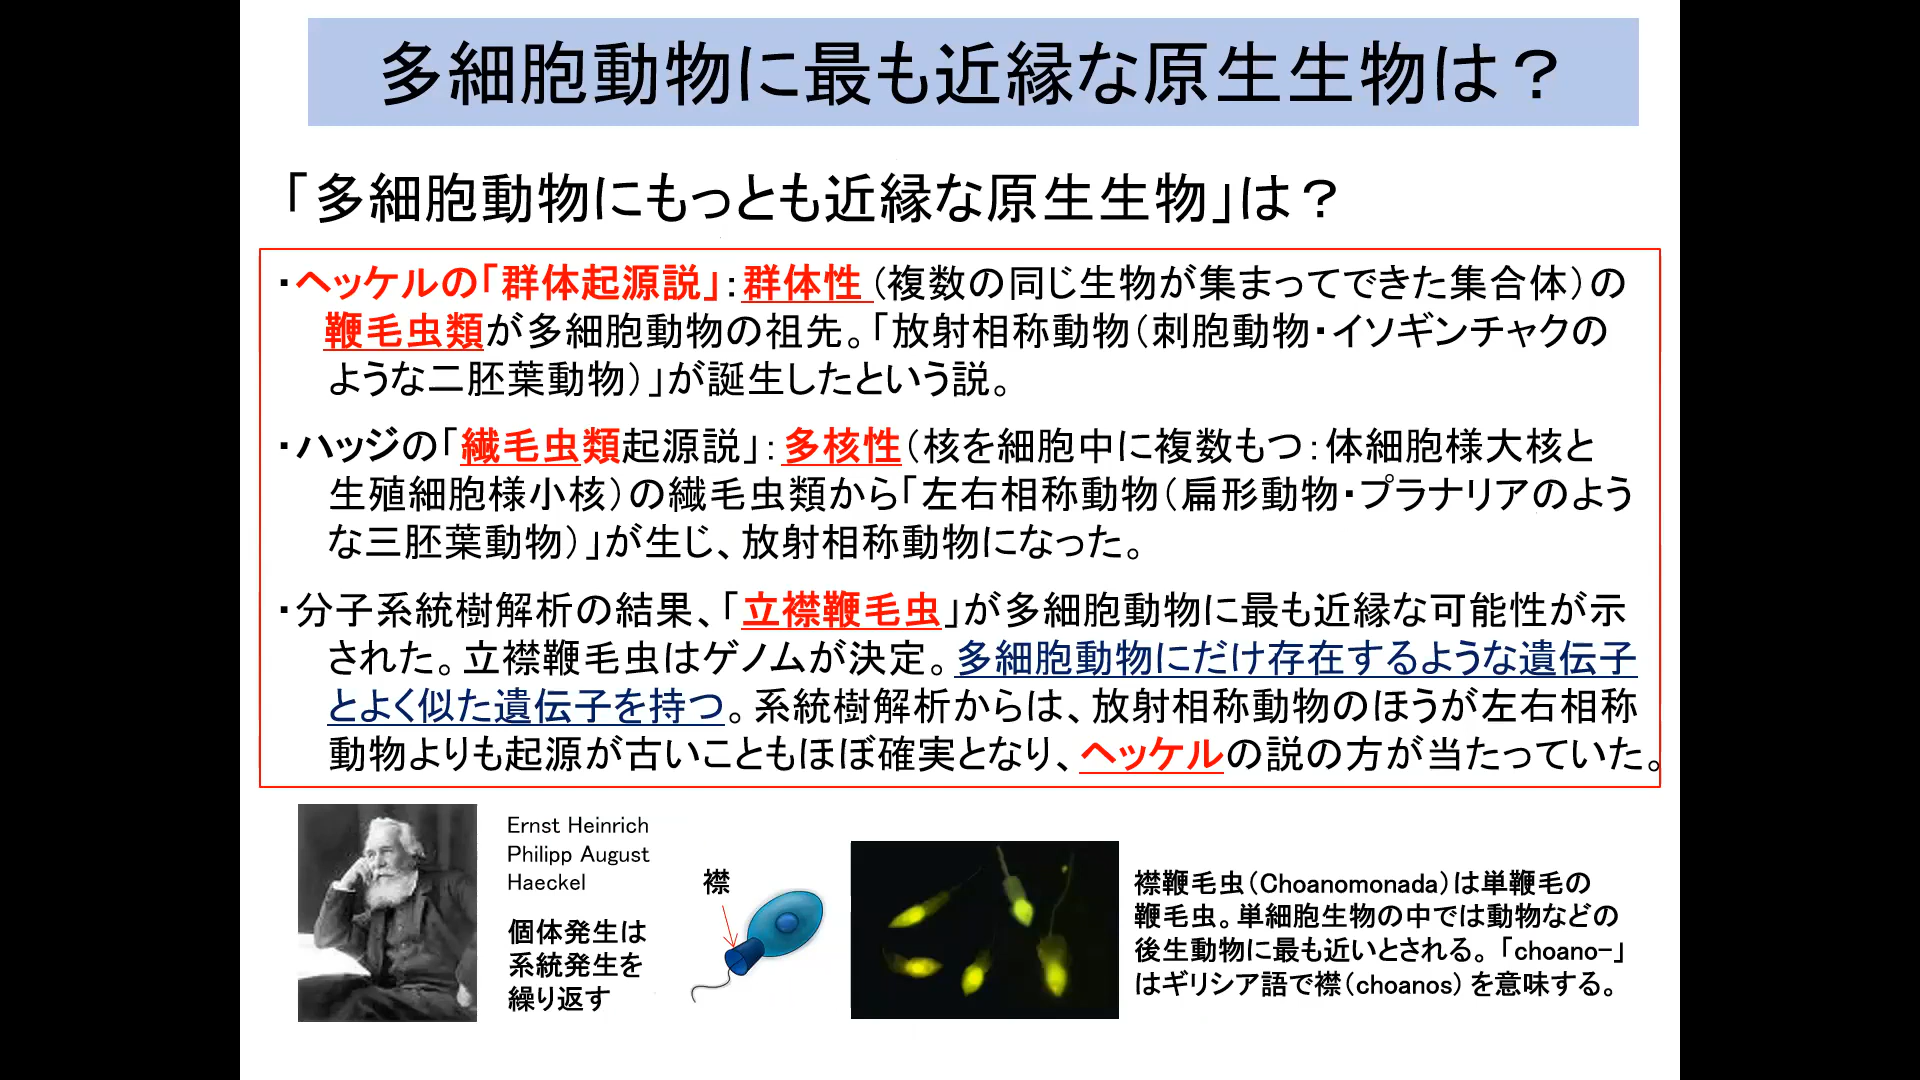 多細胞動物に最も近縁な原生生物は？
「多細胞動物にもっとも近縁な原生生物」は？
・ヘッケルの「群体起源説」：群体性（複数の同じ生物が集まってできた集合体）の
鞭毛虫類が多細胞動物の祖先。「放射相称動物（刺胞動物・イソギンチャクの
ような二胚葉動物）」が誕生したという説。
・ハッジの「繊毛虫類起源説」：多核性（核を細胞中に複数もつ：体細胞様大核と
生殖細胞様小核）の繊毛虫類から「左右相称動物（扁形動物・プラナリアのよう
な三胚葉動物）」が生じ、放射相称動物になった。
・分子系統樹解析の結果、「立襟鞭毛虫」が多細胞動物に最も近縁な可能性が示
された。立襟鞭毛虫はゲノムが決定。多細胞動物にだけ存在するような遺伝子
とよく似た遺伝子を持つ。系統樹解析からは、放射相称動物のほうが左右相称
動物よりも起源が古いこともほぼ確実となり、ヘッケルの説の方が当たっていた。
Ernst Heinrich
Philipp August
Haeckel
個体発生は
系統発生を
繰り返す
襟
襟鞭毛虫（Choanomonada）は単鞭毛の
鞭毛虫。単細胞生物の中では動物などの
後生動物に最も近いとされる。「choano-」
はギリシア語で襟（choanos）を意味する。